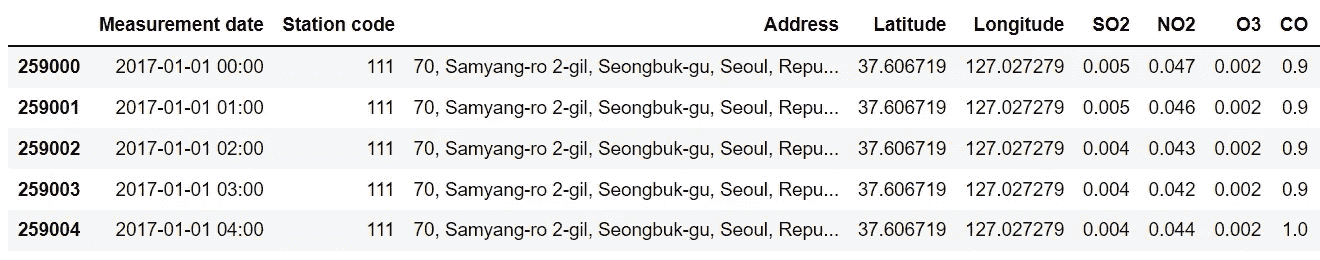 Measurement date Station code Address Latitude Longitude SO2 NO2 O3 CO
259000 2017-01-01 00:00 111 70, Samyang-ro 2-gil, Seongbuk-gu, Seoul, Repu... 37.606719 127.027279 0.005 0.047 0.002 0.9
259001 2017-01-01 01:00 111 70, Samyang-ro 2-gil, Seongbuk-gu, Seoul, Repu... 37.606719 127.027279 0.005 0.046 0.002 0.9
259002 2017-01-01 02:00 111 70, Samyang-ro 2-gil, Seongbuk-gu, Seoul, Repu... 37.606719 127.027279 0.004 0.043 0.002 0.9
259003 2017-01-01 03:00 111 70, Samyang-ro 2-gil, Seongbuk-gu, Seoul, Repu... 37.606719 127.027279 0.004 0.042 0.002 0.9
259004 2017-01-01 04:00 111 70, Samyang-ro 2-gil, Seongbuk-gu, Seoul, Repu... 37.606719 127.027279 0.004 0.044 0.002 1.0